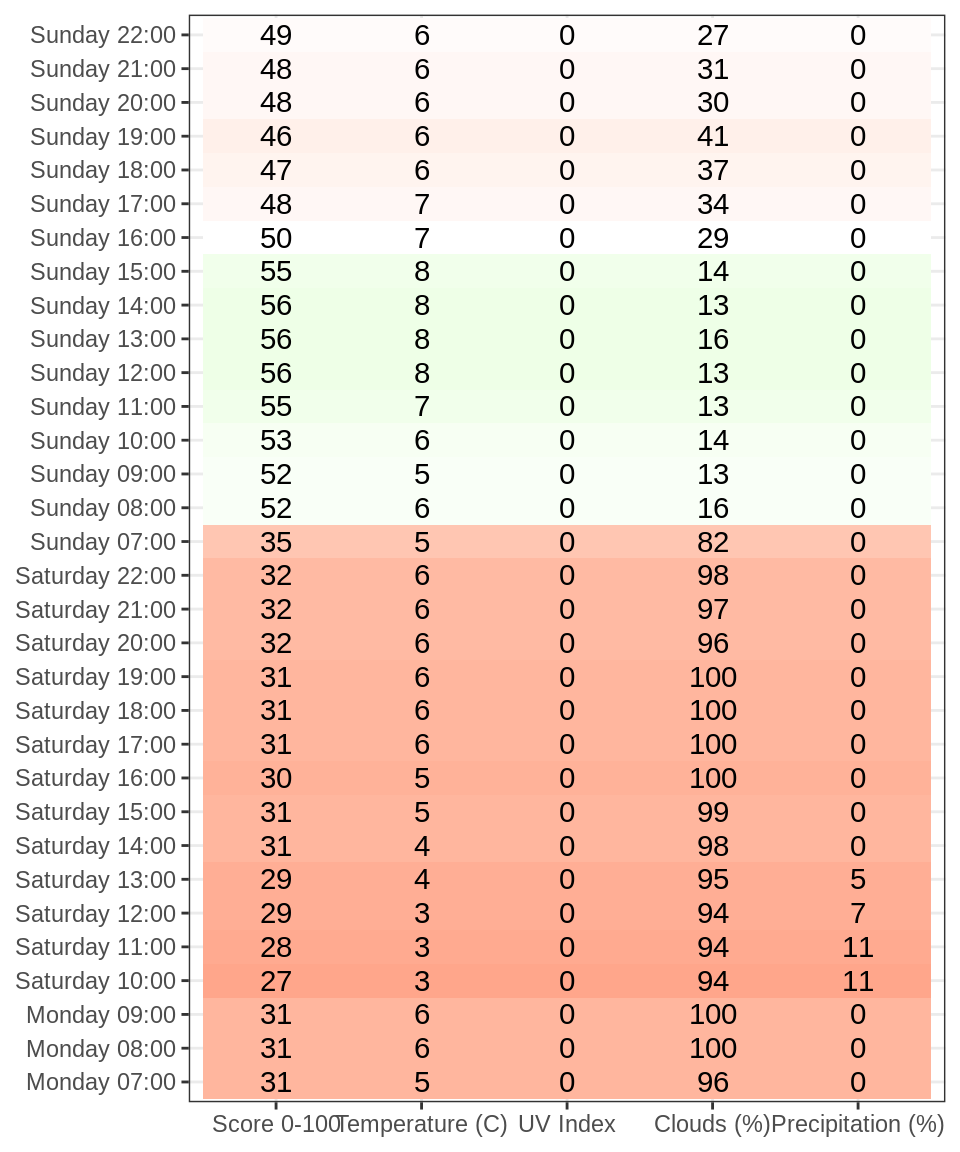 Sunday 22:00 49 6 0 27 0
Sunday 21:00 48 6 0 31 0
Sunday 20:00 48 6 0 30 0
Sunday 19:00 46 6 0 41 0
Sunday 18:00 47 6 0 37 0
Sunday 17:00 48 7 0 34 0
Sunday 16:00 50 7 0 29 0
Sunday 15:00 55 8 0 14 0
Sunday 14:00 56 8 0 13 0
Sunday 13:00 56 8 0 16 0
Sunday 12:00 56 8 0 13 0
Sunday 11:00 55 7 0 13 0
Sunday 10:00 53 6 0 14 0
Sunday 09:00 52 5 0 13 0
Sunday 08:00 52 6 0 16 0
Sunday 07:00 35 5 0 82 0
Saturday 22:00 32 6 0 98 0
Saturday 21:00 32 6 0 97 0
Saturday 20:00 32 6 0 96 0
Saturday 19:00 31 6 0 100 0
Saturday 18:00 31 6 0 100 0
Saturday 17:00 31 6 0 100 0
Saturday 16:00 30 5 0 100 0
Saturday 15:00 31 5 0 99 0
Saturday 14:00 31 4 0 98 0
Saturday 13:00 29 4 0 95 5
Saturday 12:00 29 3 0 94 7
Saturday 11:00 28 3 0 94 11
Saturday 10:00 27 3 0 94 11
Monday 09:00 31 6 0 100 0
Monday 08:00 31 6 0 100 0
Monday 07:00 31 5 0 96 0
Score 0-100 Temperature (C) UV Index Clouds (%) Precipitation (%)